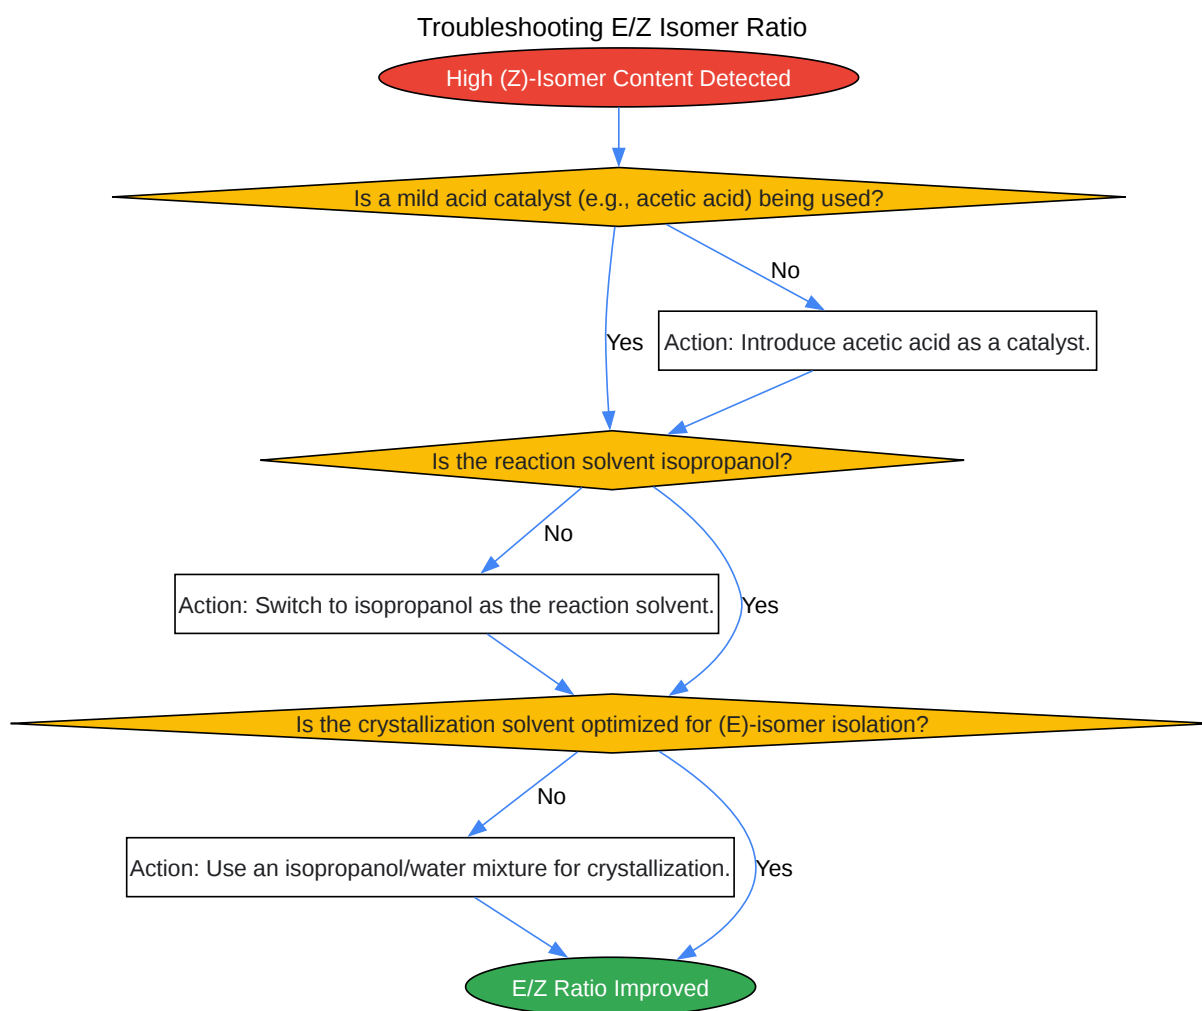 Troubleshooting E/Z Isomer Ratio
High (Z)-Isomer Content Detected
Is a mild acid catalyst (e.g., acetic acid) being used?
No
Yes
Action: Introduce acetic acid as a catalyst.
Is the reaction solvent isopropanol?
No
Action: Switch to isopropanol as the reaction solvent.
Yes
Is the crystallization solvent optimized for (E)-isomer isolation?
No
Action: Use an isopropanol/water mixture for crystallization.
Yes
E/Z Ratio Improved